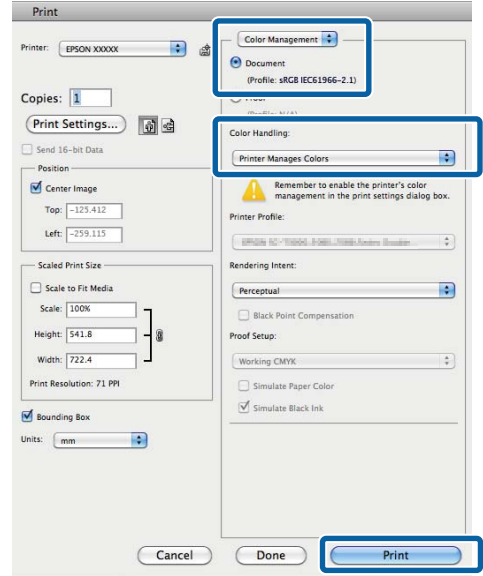 Print
Printer: EPSON XXXXX
Copies: 1
Print Settings...
Send 16-bit Data
Position
Center Image
Top: -125.412
Left: -259.115
Scaled Print Size
Scale to Fit Media
Scale: 100%
Height: 541.8
Width: 722.4
Print Resolution: 71 PPI
Bounding Box
Units: mm
Color Management
Document
(Profile: sRGB IEC61966-2.1)
Color Handling:
Printer Manages Colors
Remember to enable the printer's color
management in the print settings dialog box.
Printer Profile:
Rendering Intent:
Perceptual
Black Point Compensation
Proof Setup:
Working CMYK
Simulate Paper Color
Simulate Black Ink
Cancel
Done
Print